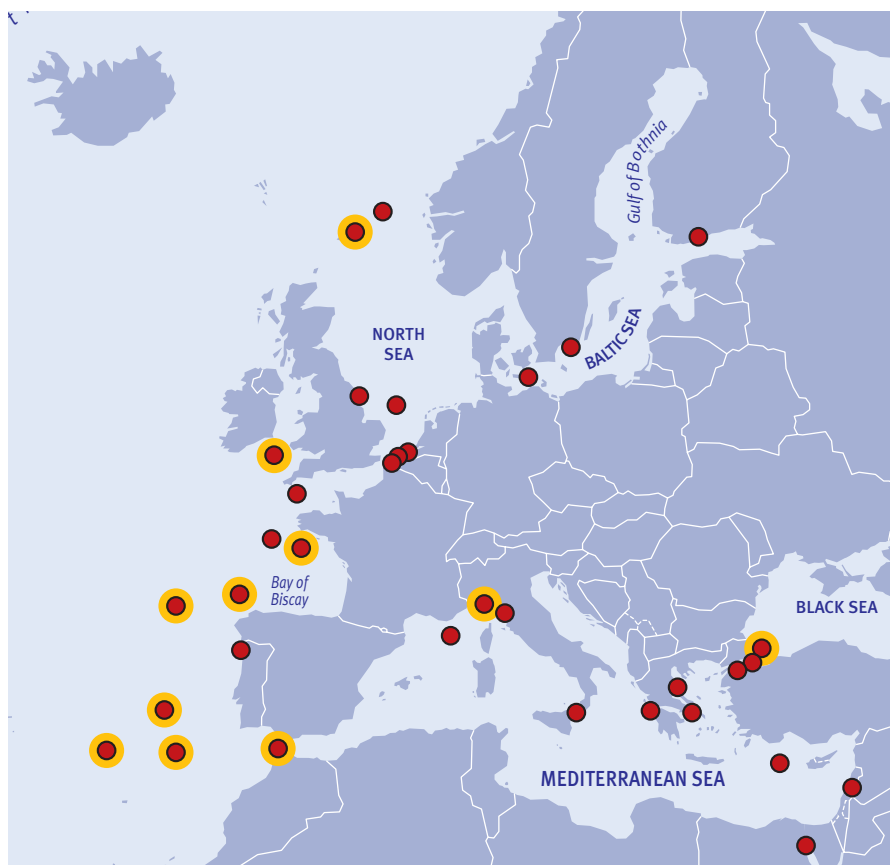 Gulf of Bothnia
NORTH
SEA
BALTIC SEA
Bay of
Biscay
BLACK SEA
MEDITERRANEAN SEA